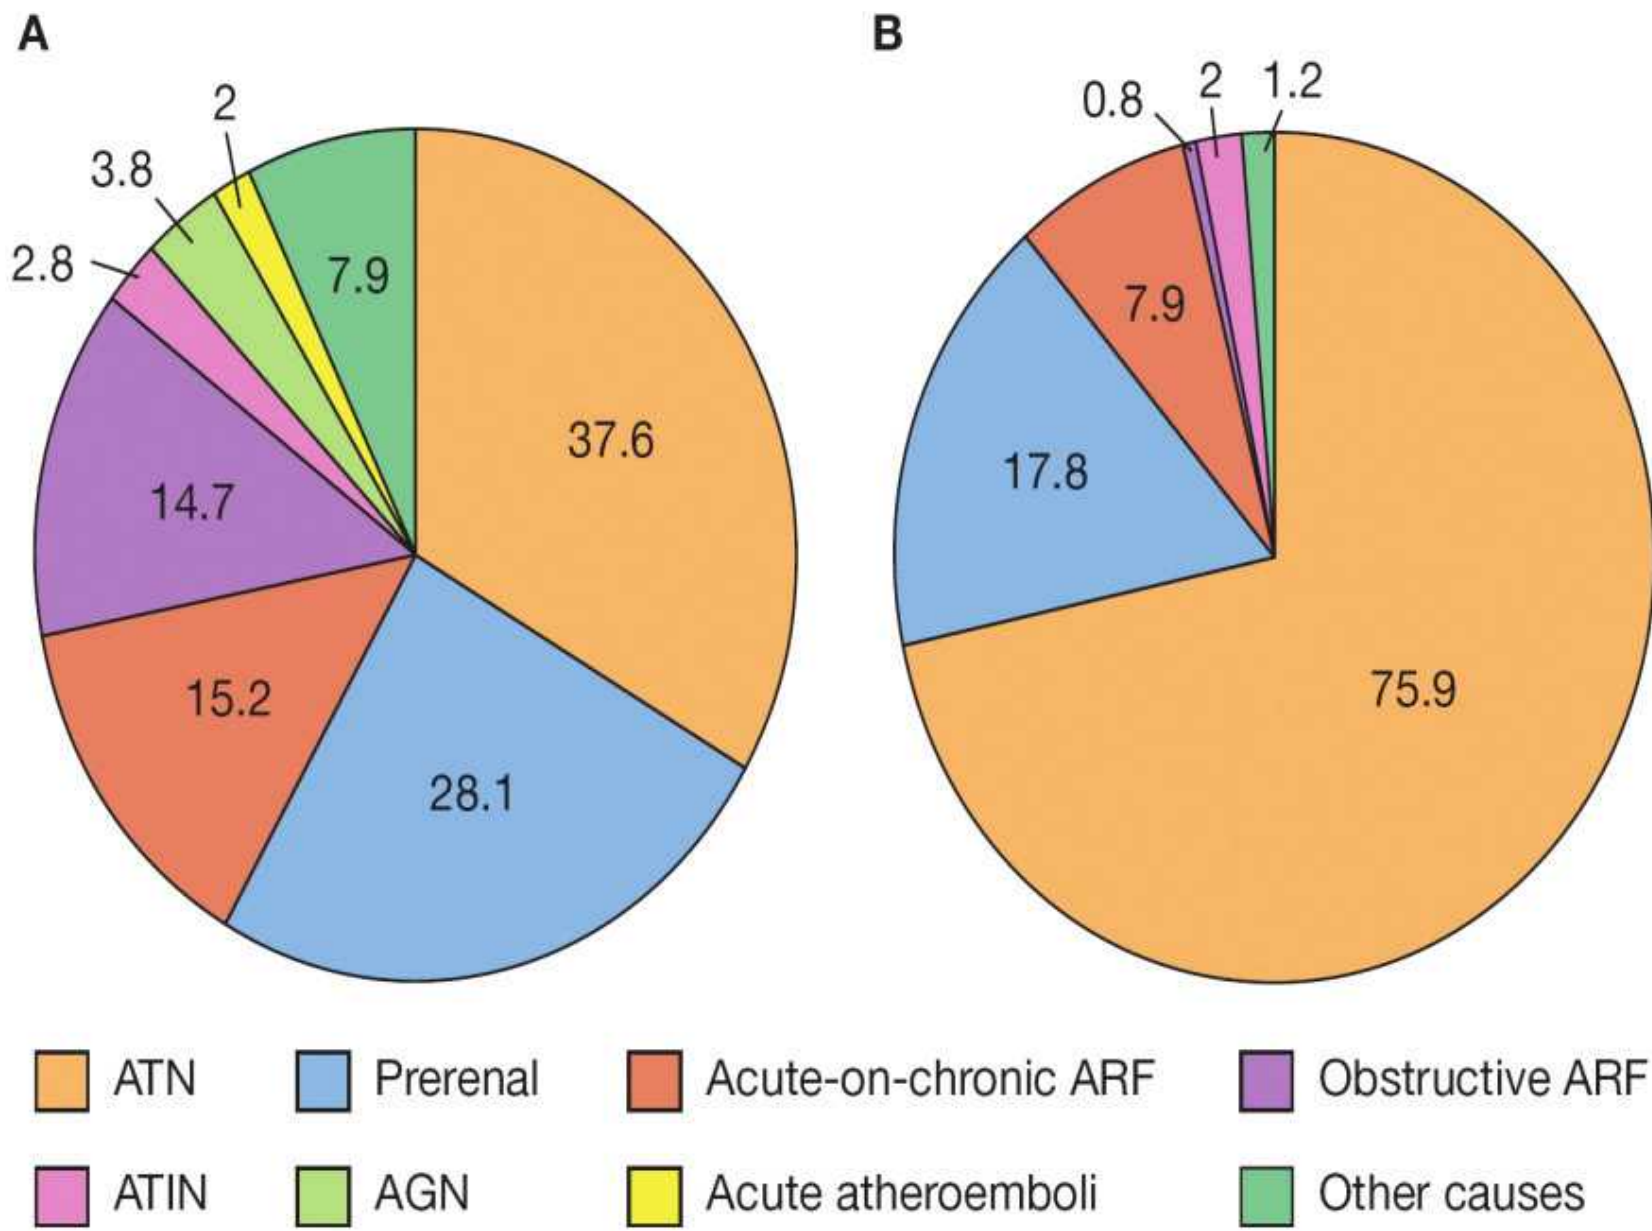 A
B
2
3.8
2.8
7.9
37.6
14.7
15.2
28.1
0.8
2
1.2
7.9
17.8
75.9
ATN
Prerenal
Acute-on-chronic ARF
Obstructive ARF
ATIN
AGN
Acute atheroemboli
Other causes